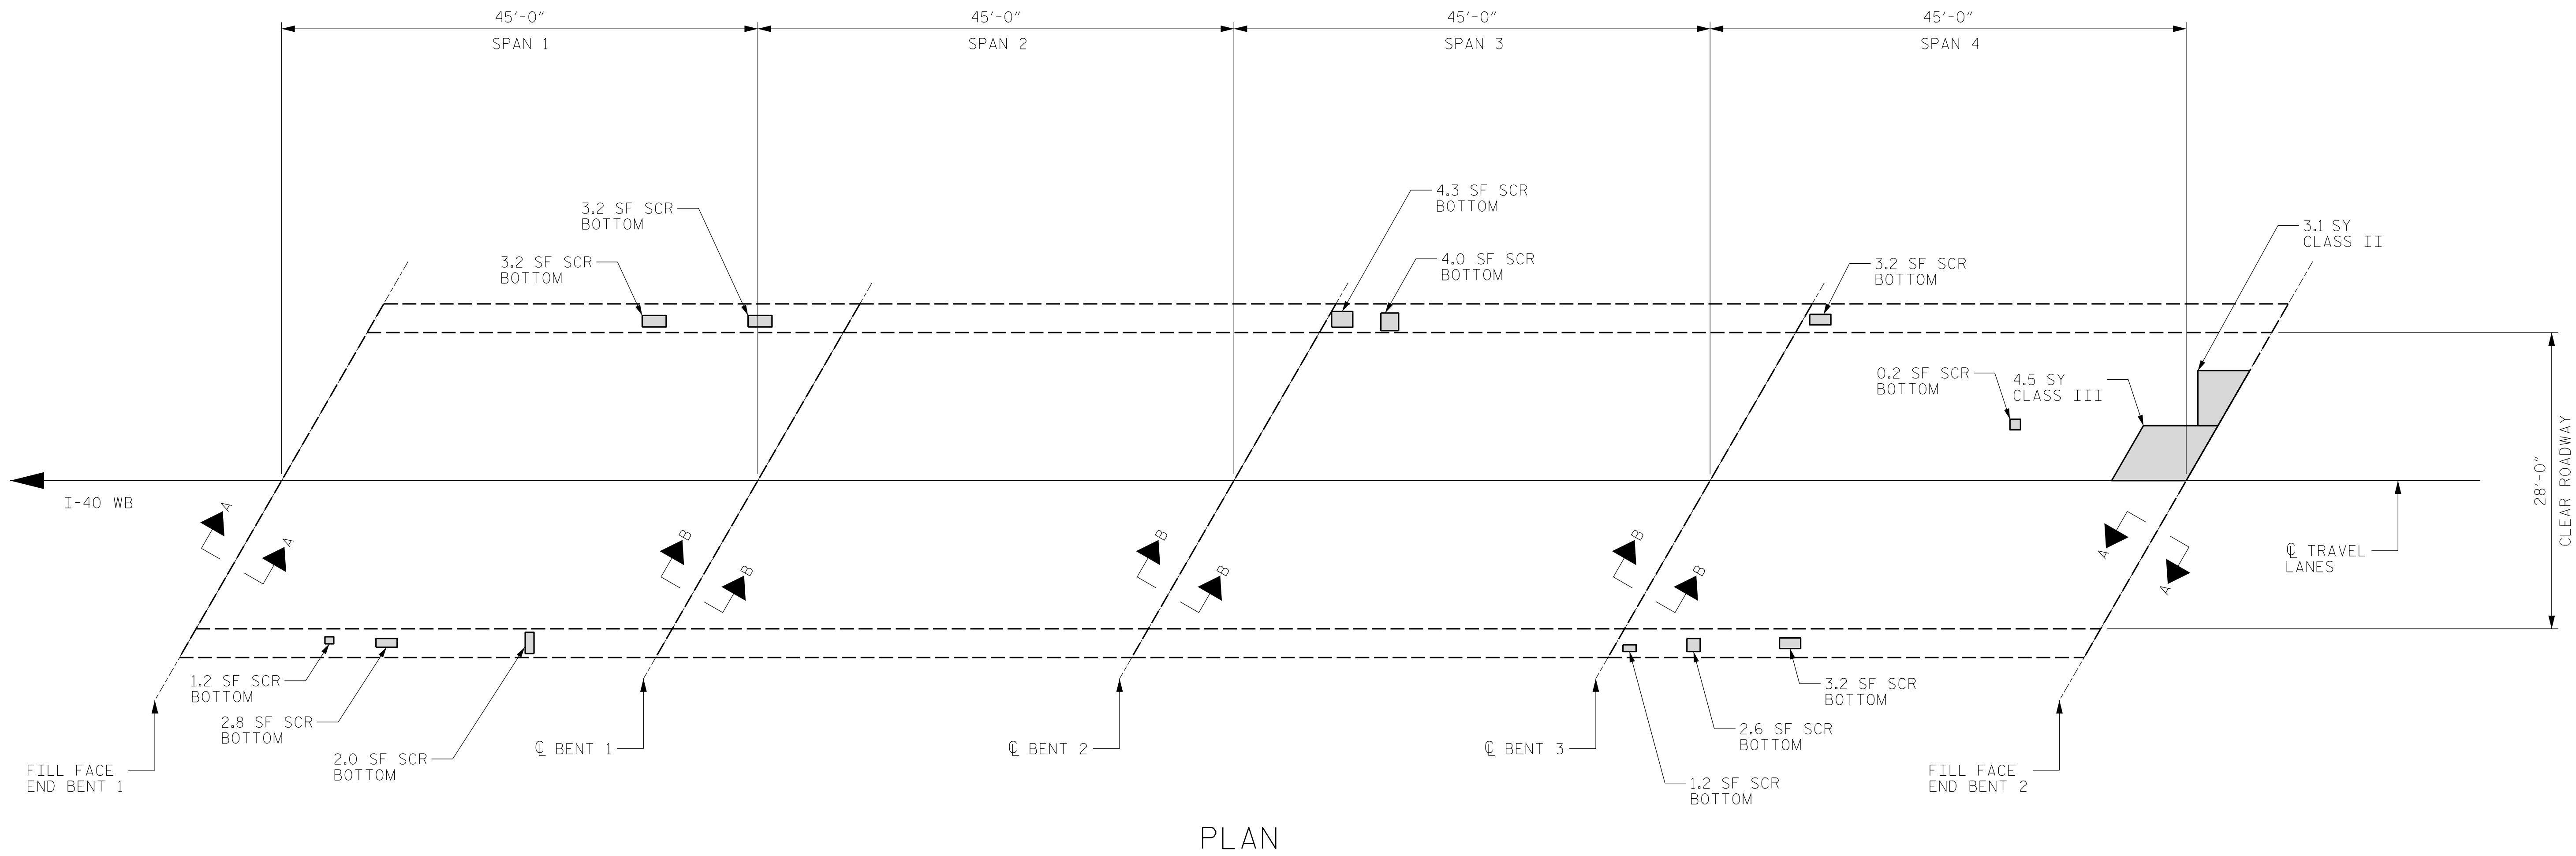 45'-0"
45'-0"
45'-0"
45'-0"
SPAN 1
SPAN 2
SPAN 3
SPAN 4
3.2 SF SCR
BOTTOM
3.2 SF SCR
BOTTOM
4.3 SF SCR
BOTTOM
4.0 SF SCR
BOTTOM
3.2 SF SCR
BOTTOM
3.1 SY
CLASS II
0.2 SF SCR
BOTTOM
4.5 SY
CLASS III
28'-0"
CLEAR ROADWAY
I-40 WB
A
A
B
B
B
B
B
B
A
A
℄ TRAVEL
LANES
1.2 SF SCR
BOTTOM
2.8 SF SCR
BOTTOM
2.0 SF SCR
BOTTOM
℄ BENT 1
℄ BENT 2
℄ BENT 3
3.2 SF SCR
BOTTOM
2.6 SF SCR
BOTTOM
1.2 SF SCR
BOTTOM
FILL FACE
END BENT 1
FILL FACE
END BENT 2
PLAN